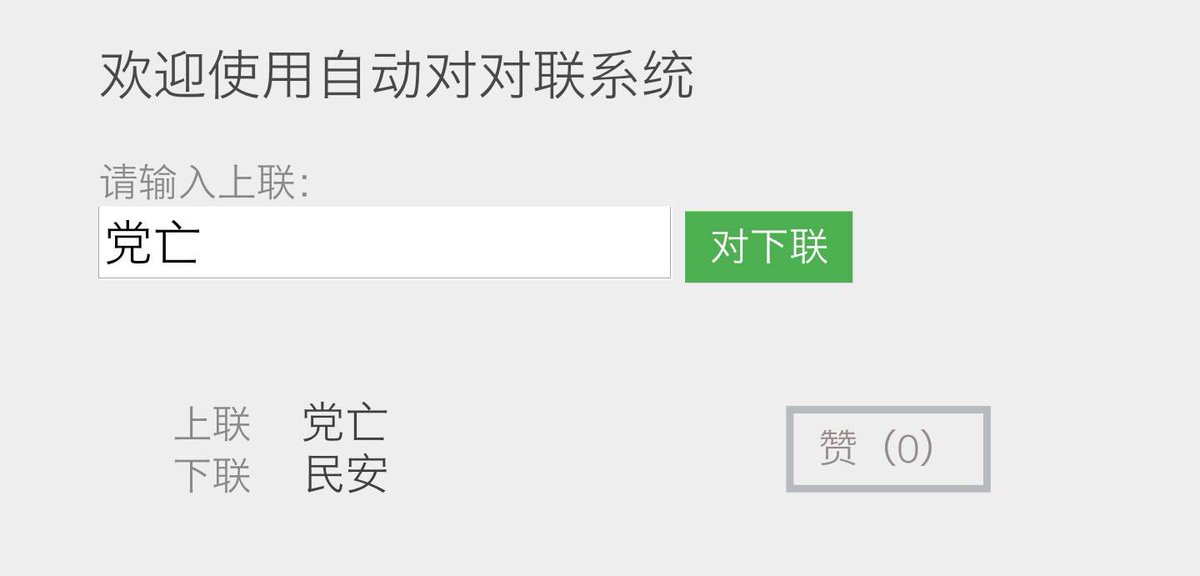 欢迎使用自动对对联系统
请输入上联:
党亡
对下联
上联 党亡
下联 民安
赞（0）